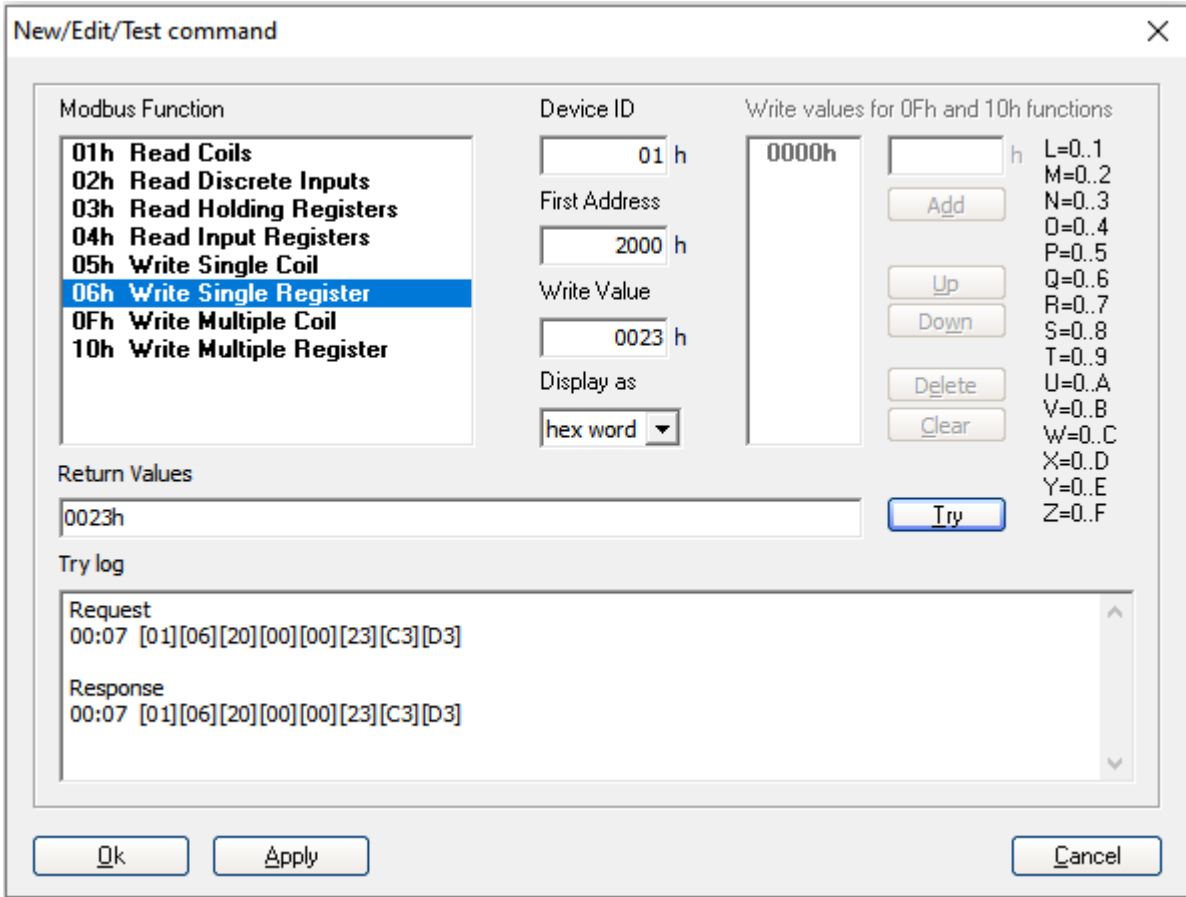 New/Edit/Test command
Modbus Function
01h Read Coils
02h Read Discrete Inputs
03h Read Holding Registers
04h Read Input Registers
05h Write Single Coil
06h Write Single Register
0Fh Write Multiple Coil
10h Write Multiple Register
Device ID
01 h
First Address
2000 h
Write Value
0023 h
Display as
hex word
Write values for 0Fh and 10h functions
0000h
h
Add
Up
Down
Delete
Clear
L=0..1
M=0..2
N=0..3
O=0..4
P=0..5
Q=0..6
R=0..7
S=0..8
T=0..9
U=0..A
V=0..B
W=0..C
X=0..D
Y=0..E
Z=0..F
Return Values
0023h
Try
Try log
Request
00:07 [01][06][20][00][00][23][C3][D3]
Response
00:07 [01][06][20][00][00][23][C3][D3]
Ok
Apply
Cancel